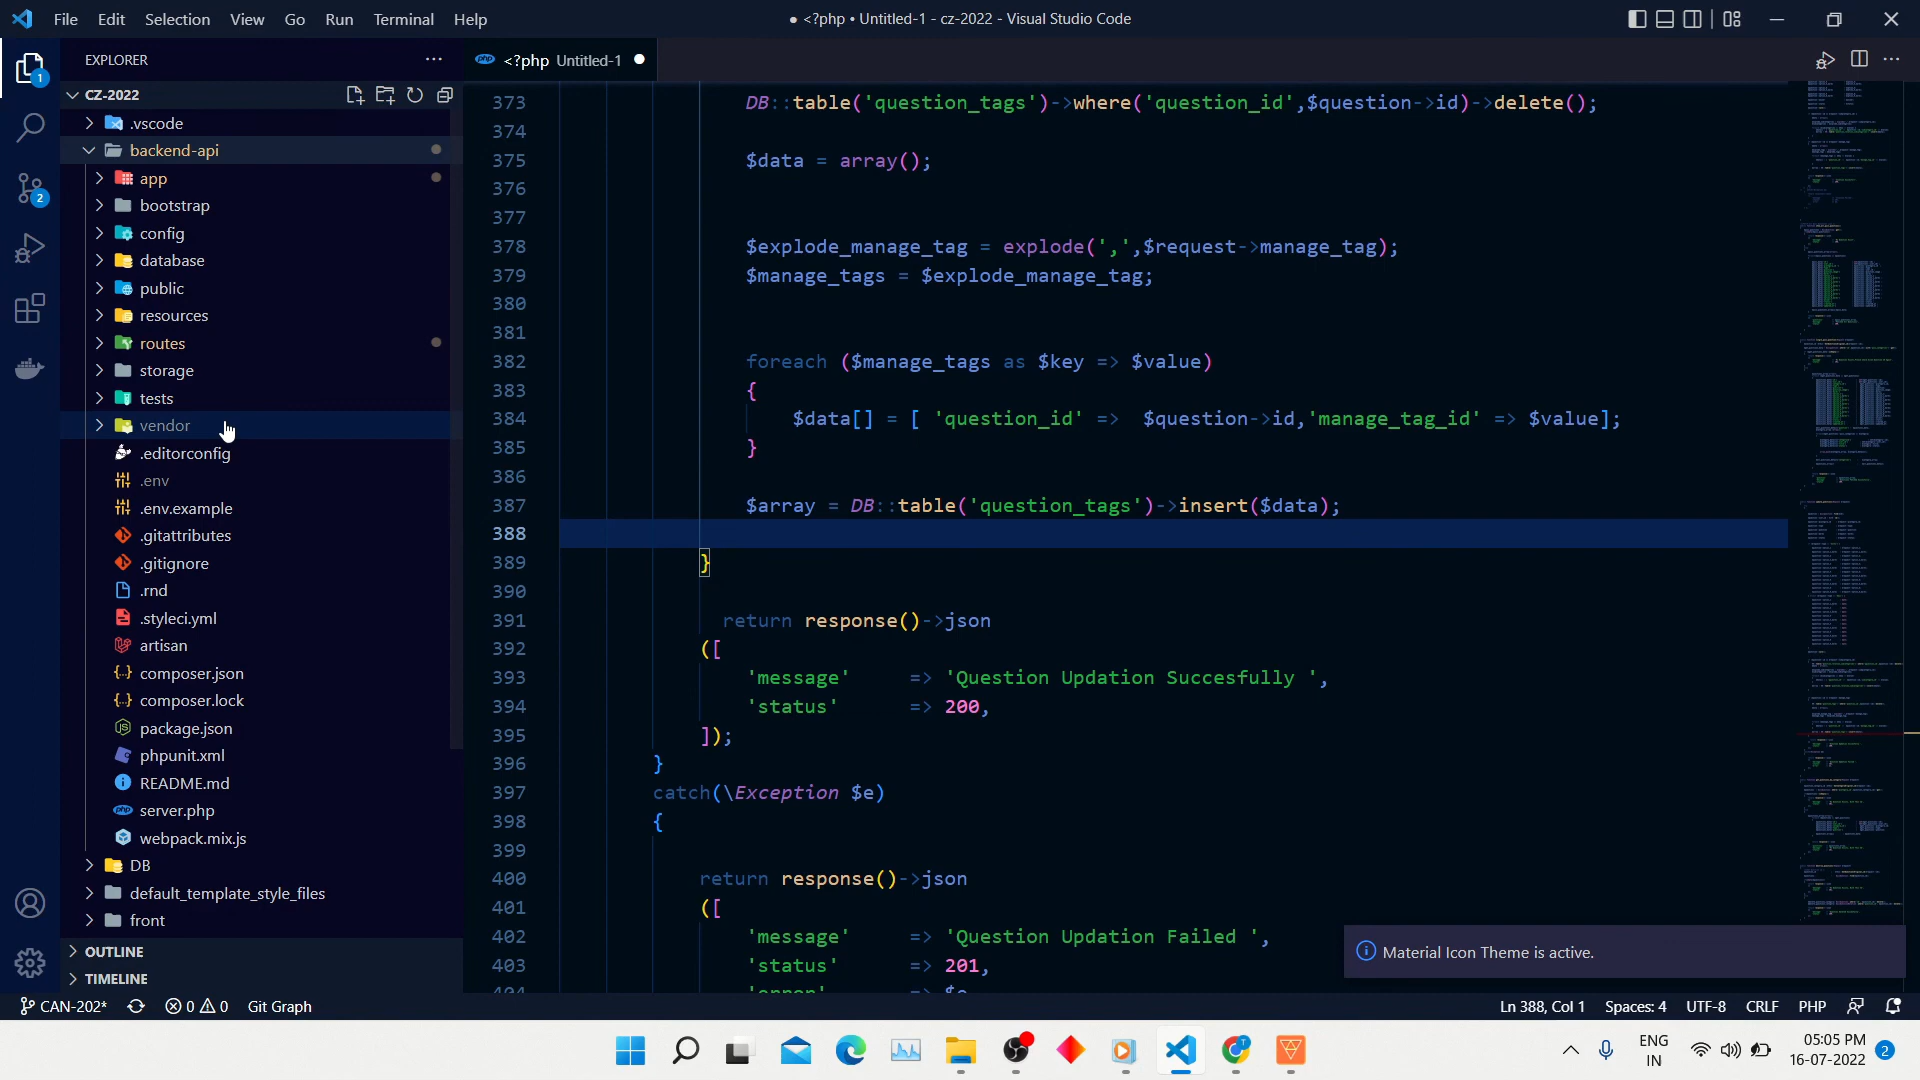 File Edit Selection View Go Run Terminal Help
● <?php • Untitled-1 - cz-2022 - Visual Studio Code
EXPLORER
<?php Untitled-1
CZ-2022
.vscode
backend-api
app
bootstrap
config
database
public
resources
routes
storage
tests
vendor
.editorconfig
.env
.env.example
.gitattributes
.gitignore
.rnd
.styleci.yml
artisan
composer.json
composer.lock
package.json
phpunit.xml
README.md
server.php
webpack.mix.js
DB
default_template_style_files
front
OUTLINE
TIMELINE
1
2
373 DB::table('question_tags')->where('question_id',$question->id)->delete();
374
375 $data = array();
376
377
378 $explode_manage_tag = explode(',',$request->manage_tag);
379 $manage_tags = $explode_manage_tag;
380
381
382 foreach ($manage_tags as $key => $value)
383 {
384 $data[] = [ 'question_id' => $question->id,'manage_tag_id' => $value];
385 }
386
387 $array = DB::table('question_tags')->insert($data);
388
389 }
390
391 return response()->json
392 ([
393 'message' => 'Question Updation Succesfully ',
394 'status' => 200,
395 ]);
396 }
397 catch(\Exception $e)
398 {
399
400 return response()->json
401 ([
402 'message' => 'Question Updation Failed ',
403 'status' => 201,
404 'error' => $e
Material Icon Theme is active.
CAN-202* 0 0 Git Graph
Ln 388, Col 1 Spaces: 4 UTF-8 CRLF PHP
ENG
IN
05:05 PM
16-07-2022
2